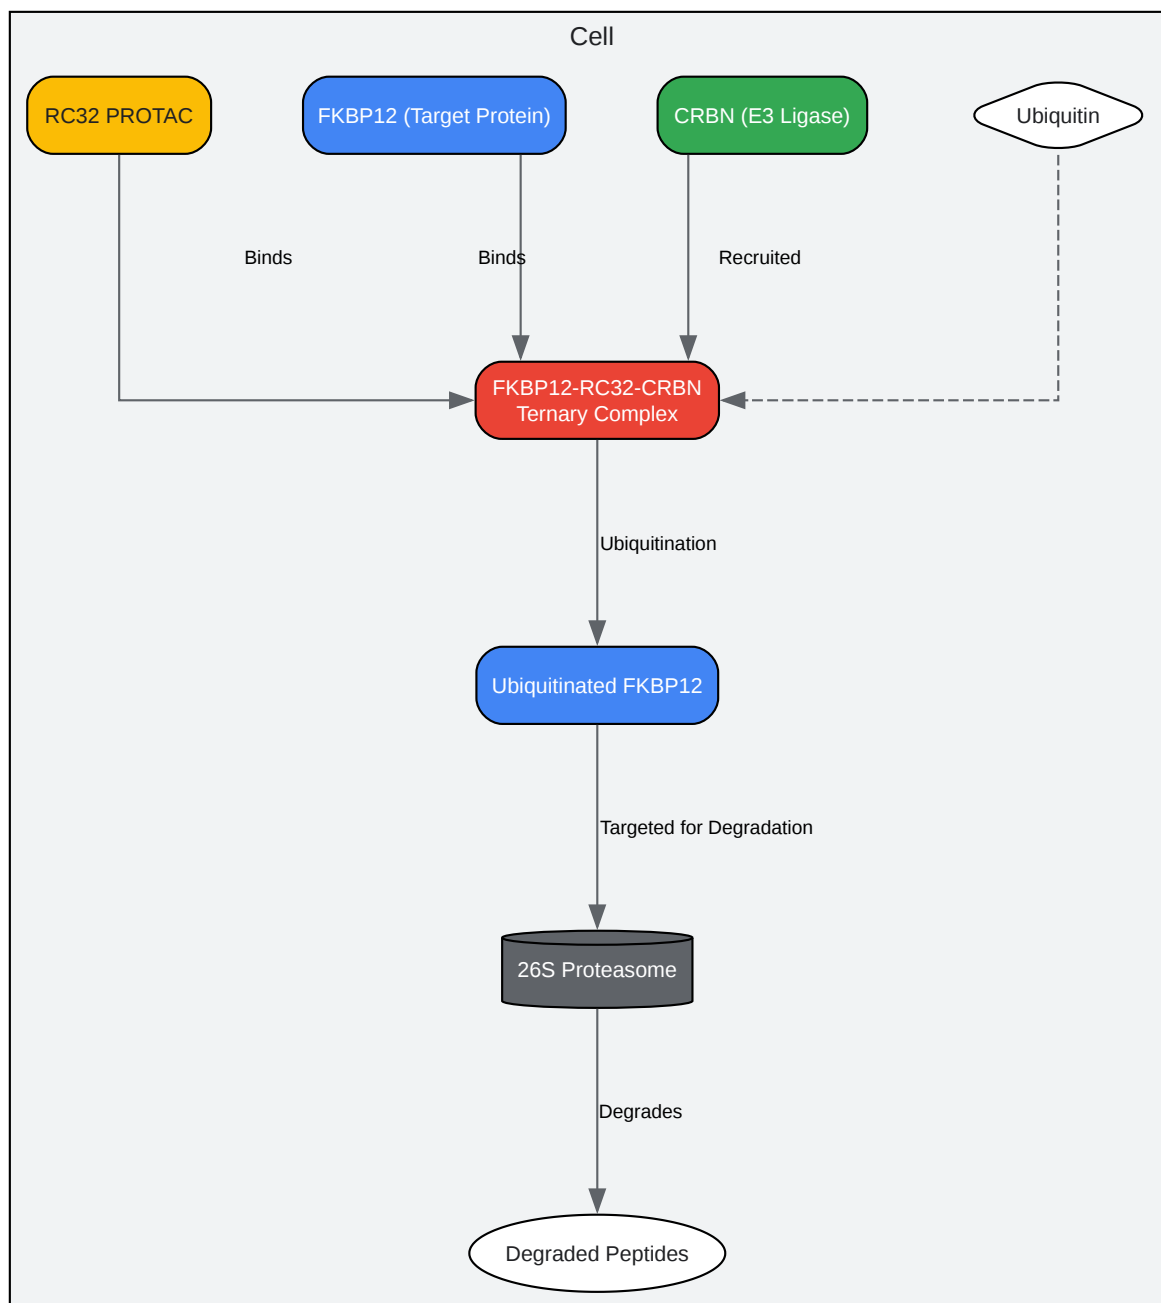 Cell
RC32 PROTAC
FKBP12 (Target Protein)
CRBN (E3 Ligase)
Ubiquitin
Binds
Binds
Recruited
FKBP12-RC32-CRBN
Ternary Complex
Ubiquitination
Ubiquitinated FKBP12
Targeted for Degradation
26S Proteasome
Degrades
Degraded Peptides